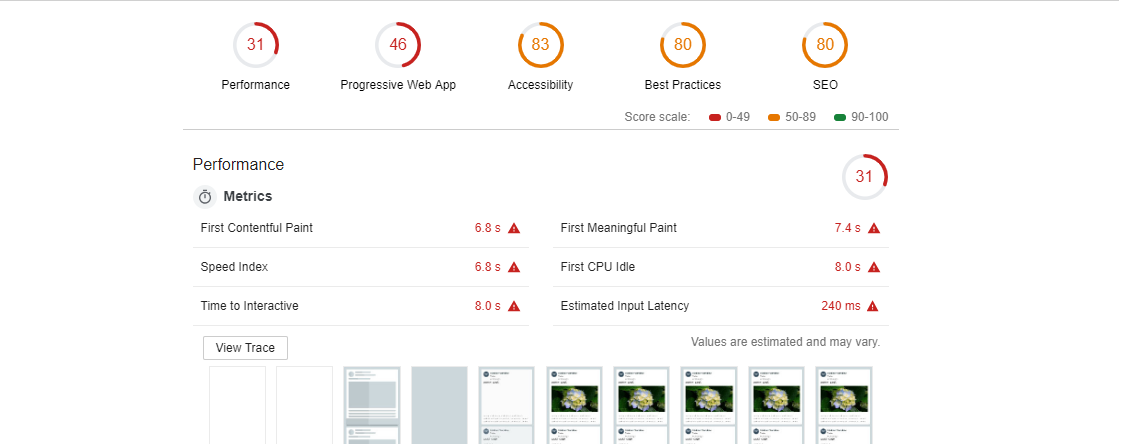 31 46 83 80 80
Performance Progressive Web App Accessibility Best Practices SEO
Score scale: 0-49 50-89 90-100
Performance
31
Metrics
First Contentful Paint 6.8 s First Meaningful Paint 7.4 s
Speed Index 6.8 s First CPU Idle 8.0 s
Time to Interactive 8.0 s Estimated Input Latency 240 ms
View Trace Values are estimated and may vary.